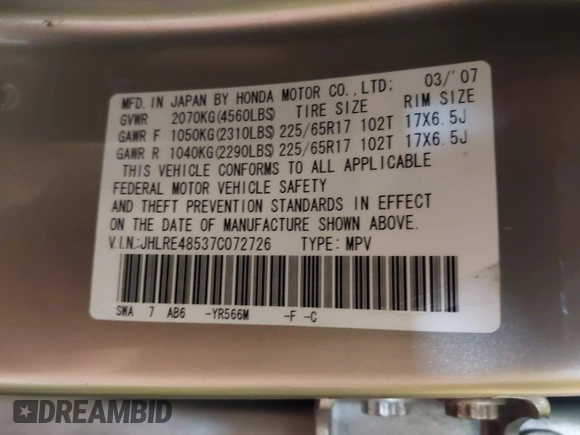 MFD. IN JAPAN BY HONDA MOTOR CO.,LTD: 03/'07
GVWR 2070KG(4560LBS) TIRE SIZE RIM SIZE
GAWR F 1050KG(2310LBS) 225/65R17 102T 17X6.5J
GAWR R 1040KG(2290LBS) 225/65R17 102T 17X6.5J
THIS VEHICLE CONFORMS TO ALL APPLICABLE
FEDERAL MOTOR VEHICLE SAFETY
AND THEFT PREVENTION STANDARDS IN EFFECT
ON THE DATE OF MANUFACTURE SHOWN ABOVE.
V.I.N.:JHLRE48537C072726 TYPE: MPV
SWA 7 AB6 -YR566M -F -C
DREAMBID